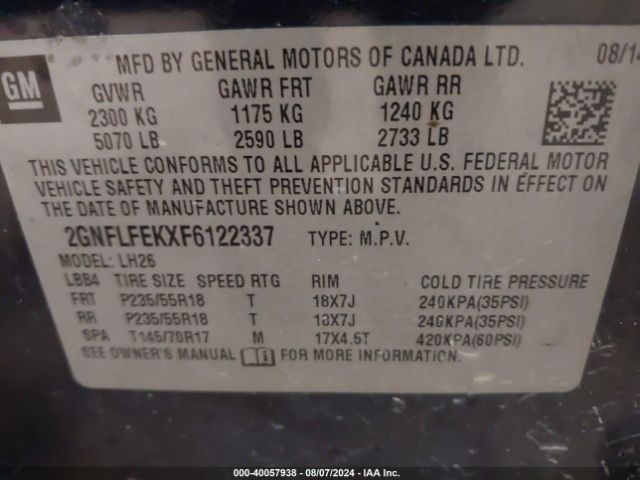 GM
MFD BY GENERAL MOTORS OF CANADA LTD. 08/14
GVWR GAWR FRT GAWR RR
2300 KG 1175 KG 1240 KG
5070 LB 2590 LB 2733 LB
THIS VEHICLE CONFORMS TO ALL APPLICABLE U.S. FEDERAL MOTOR
VEHICLE SAFETY AND THEFT PREVENTION STANDARDS IN EFFECT ON
THE DATE OF MANUFACTURE SHOWN ABOVE.
2GNFLFEKXF6122337 TYPE: M.P.V.
MODEL: LH26
LBB4 TIRE SIZE SPEED RTG RIM COLD TIRE PRESSURE
FRT P235/55R18 T 18X7J 240KPA(35PSI)
RR P235/55R18 T 18X7J 240KPA(35PSI)
SPA T145/70R17 M 17X4.5T 420KPA(60PSI)
SEE OWNER'S MANUAL FOR MORE INFORMATION.
000-40057938 - 08/07/2024 - IAA Inc.